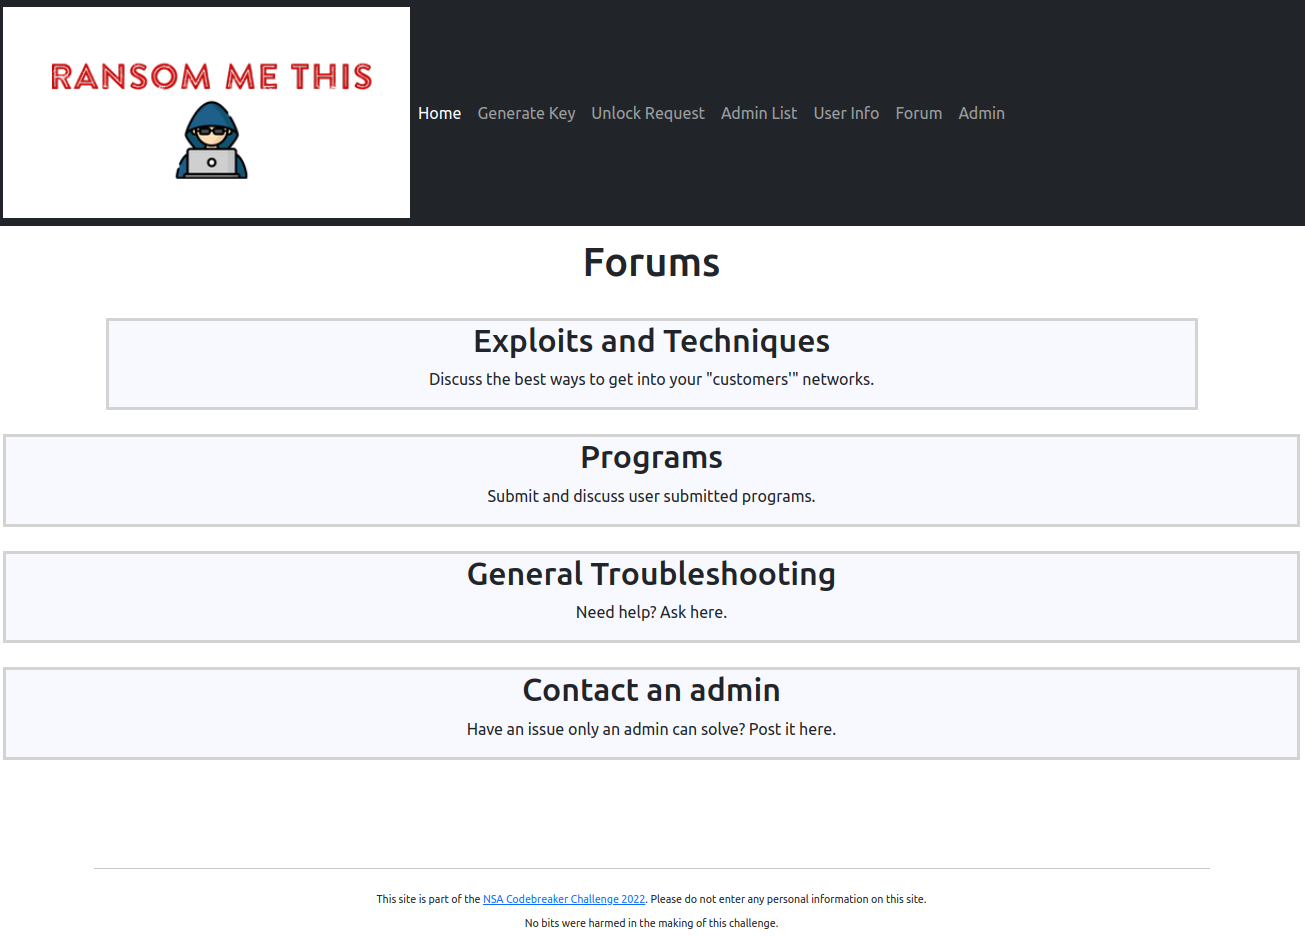 RANSOM ME THIS
Home Generate Key Unlock Request Admin List User Info Forum Admin
Forums
Exploits and Techniques
Discuss the best ways to get into your "customers'" networks.
Programs
Submit and discuss user submitted programs.
General Troubleshooting
Need help? Ask here.
Contact an admin
Have an issue only an admin can solve? Post it here.
This site is part of the NSA Codebreaker Challenge 2022. Please do not enter any personal information on this site.
No bits were harmed in the making of this challenge.